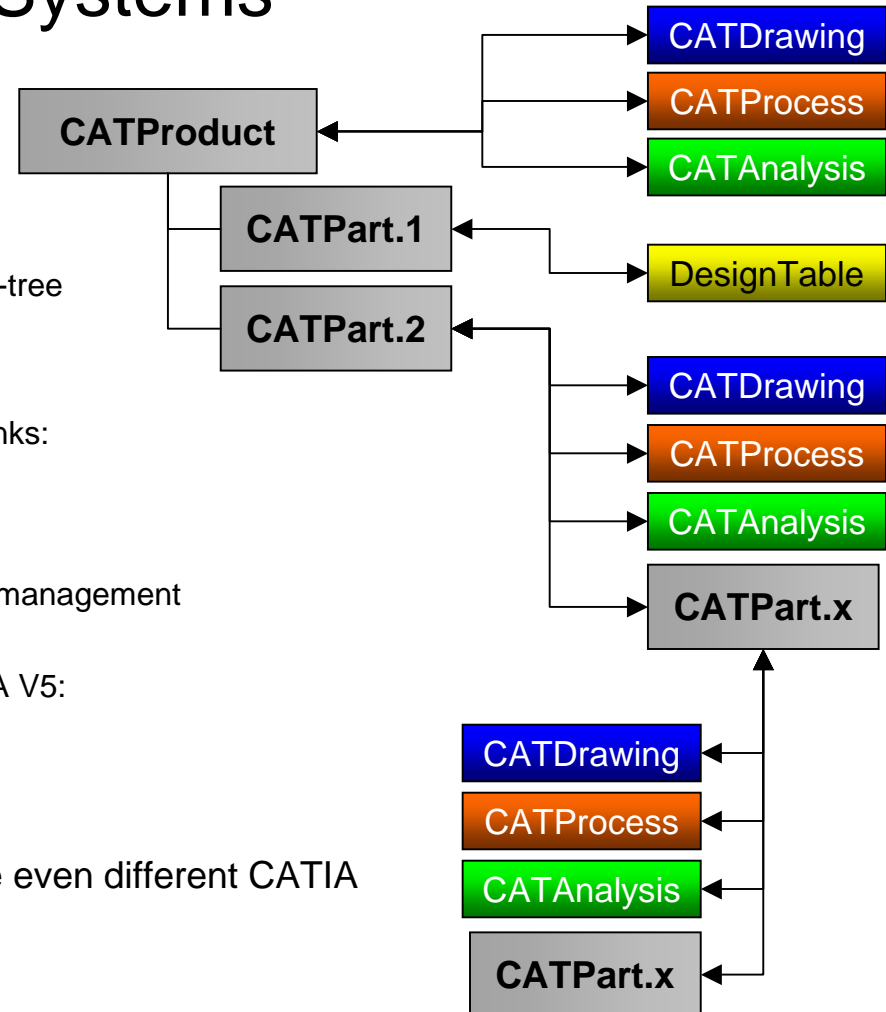 Systems
CATDrawing
CATProcess
CATAnalysis
CATProduct
CATPart.1
DesignTable
-tree
CATPart.2
CATDrawing
nks:
CATProcess
CATAnalysis
management
CATPart.x
A V5:
CATDrawing
CATProcess
e even different CATIA
CATAnalysis
CATPart.x